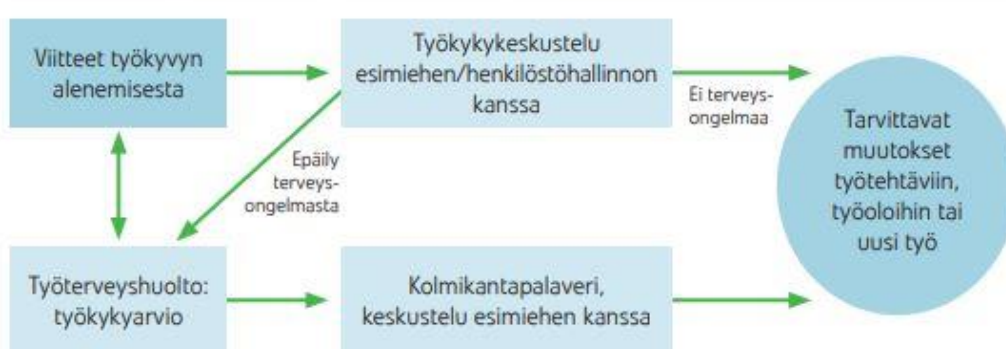 Viitteet työkyvyn
alenemisesta
Työkykykeskustelu
esimiehen/henkilöstöhallinnon
kanssa
Ei terveys-
ongelmaa
Tarvittavat
muutokset
työtehtäviin,
työoloihin tai
uusi työ
Epäily
terveys-
ongelmasta
Työterveyshuolto:
työkykyarvio
Kolmikantapalaveri,
keskustelu esimiehen kanssa